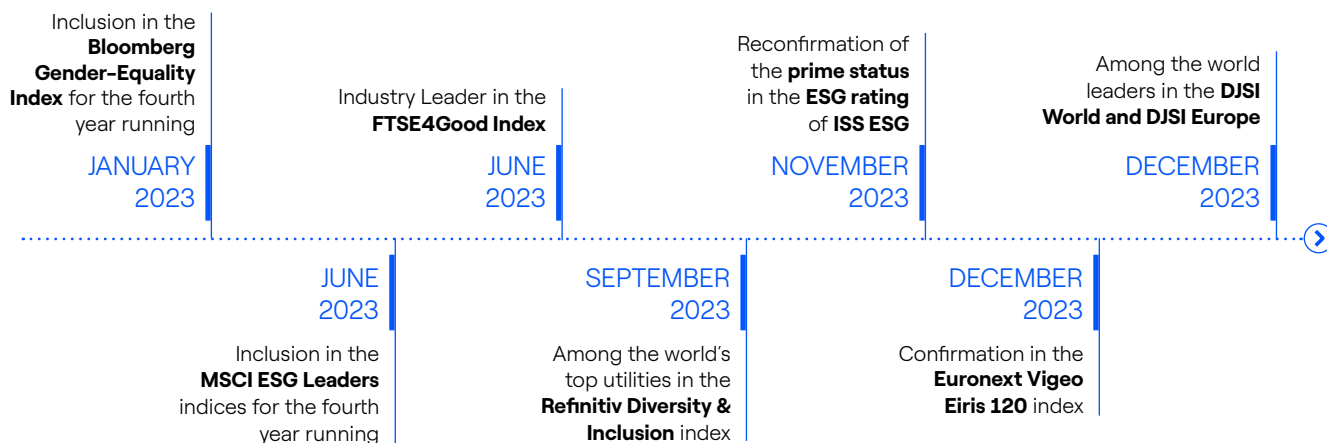 Inclusion in the
Bloomberg
Gender-Equality
Index for the fourth
year running
JANUARY
2023
Industry Leader in the
FTSE4Good Index
JUNE
2023
Reconfirmation of
the prime status
in the ESG rating
of ISS ESG
NOVEMBER
2023
Among the world
leaders in the DJSI
World and DJSI Europe
DECEMBER
2023
JUNE
2023
Inclusion in the
MSCI ESG Leaders
indices for the fourth
year running
SEPTEMBER
2023
Among the world's
top utilities in the
Refinitiv Diversity &
Inclusion index
DECEMBER
2023
Confirmation in the
Euronext Vigeo
Eiris 120 index